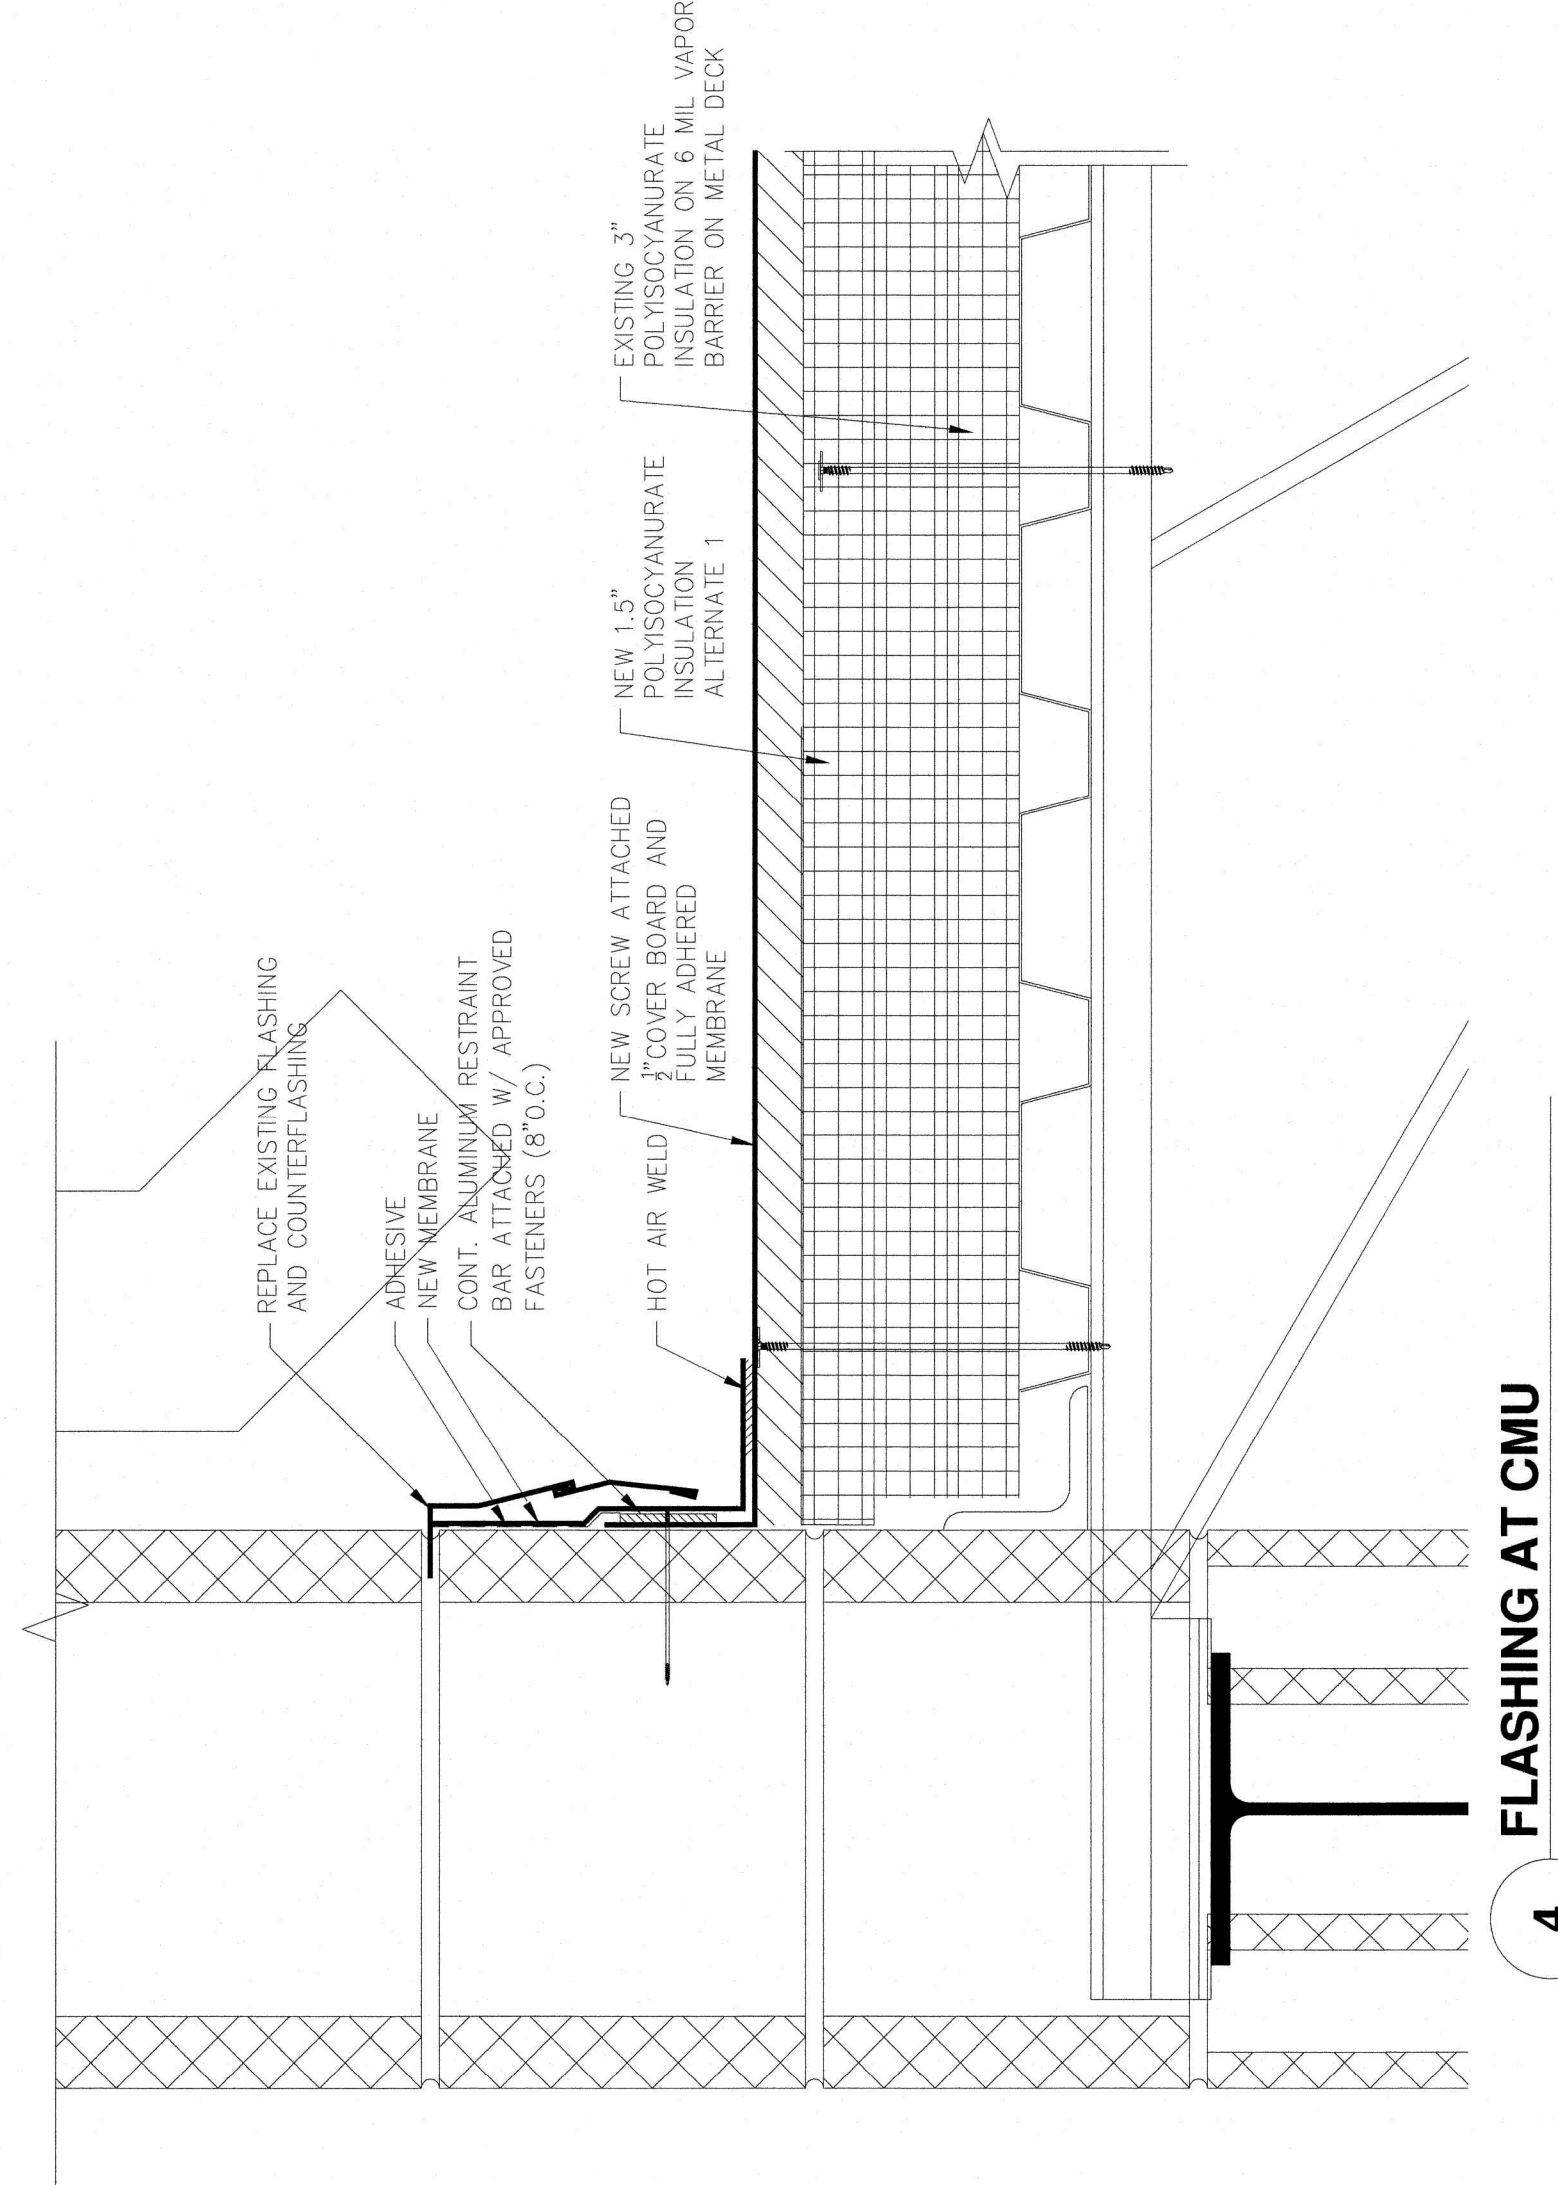 REPLACE EXISTING FLASHING
AND COUNTERFLASHING
ADHESIVE
NEW MEMBRANE
CONT. ALUMINUM RESTRAINT
BAR ATTACHED W/ APPROVED
FASTENERS (8"O.C.)
HOT AIR WELD
NEW SCREW ATTACHED
1/2"COVER BOARD AND
FULLY ADHERED
MEMBRANE
NEW 1.5"
POLYISOCYANURATE
INSULATION
ALTERNATE 1
EXISTING 3"
POLYISOCYANURATE
INSULATION ON 6 MIL VAPOR
BARRIER ON METAL DECK
4
FLASHING AT CMU